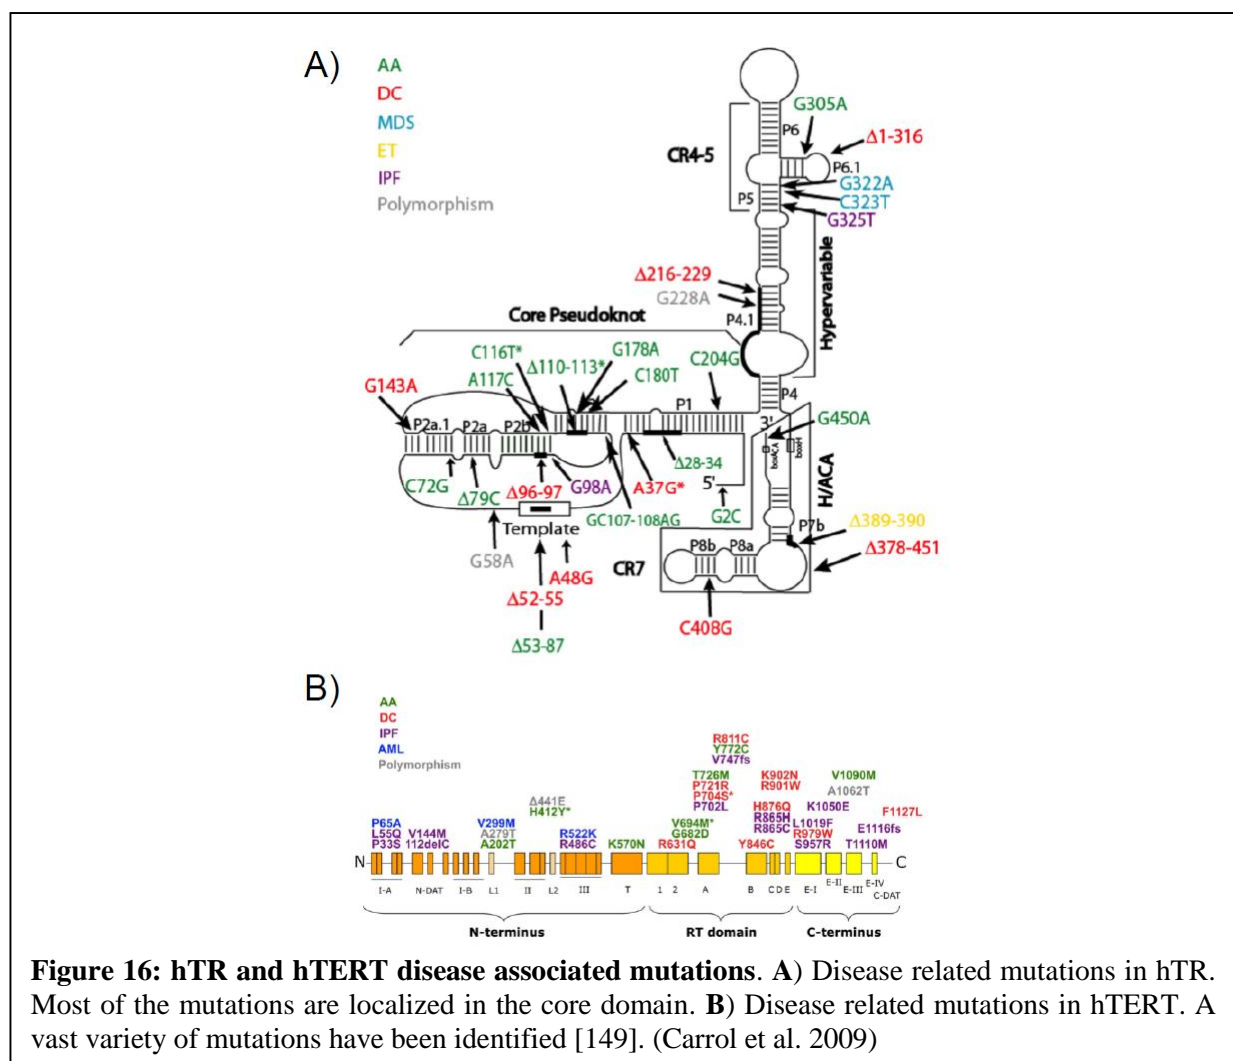 A)
AA
DC
MDS
ET
IPF
Polymorphism
G305A
P6
Δ1-316
CR4-5
P6.1
G322A
P5
C323T
G325T
Hypervariable
Δ216-229
G228A
P4.1
Core Pseudoknot
C116T*
G178A
Δ110-113*
C204G
A117C
C180T
G143A
P4
P1
3'
G450A
P2a.1
P2a
P2b
boxACA
boxH
H/ACA
Δ28-34
C72G
Δ79C
Δ96-97
G98A
A37G*
5'
GC107-108AG
G2C
Template
P7b
Δ389-390
G58A
P8b
P8a
Δ378-451
CR7
A48G
Δ52-55
C408G
Δ53-87
B)
AA
DC
IPF
AML
Polymorphism
R811C
Y772C
V747fs
T726M
K902N
V1090M
P721R
R901W
A1062T
P704S*
Δ441E
P702L
H876Q
K1050E
H412Y*
R865H
F1127L
P65A
V299M
V694M*
R865C
L1019F
L55Q
V144M
A279T
R522K
G682D
R979W
E1116fs
P33S
112delC
A202T
R486C
K570N
R631Q
Y846C
S957R
T1110M
N
C
I-A
N-DAT
I-B
L1
II
L2
III
T
1
2
A
B
C
D
E
E-I
E-II
E-III
E-IV
C-DAT
N-terminus
RT domain
C-terminus
Figure 16: hTR and hTERT disease associated mutations. A) Disease related mutations in hTR.
Most of the mutations are localized in the core domain. B) Disease related mutations in hTERT. A
vast variety of mutations have been identified [149]. (Carrol et al. 2009)